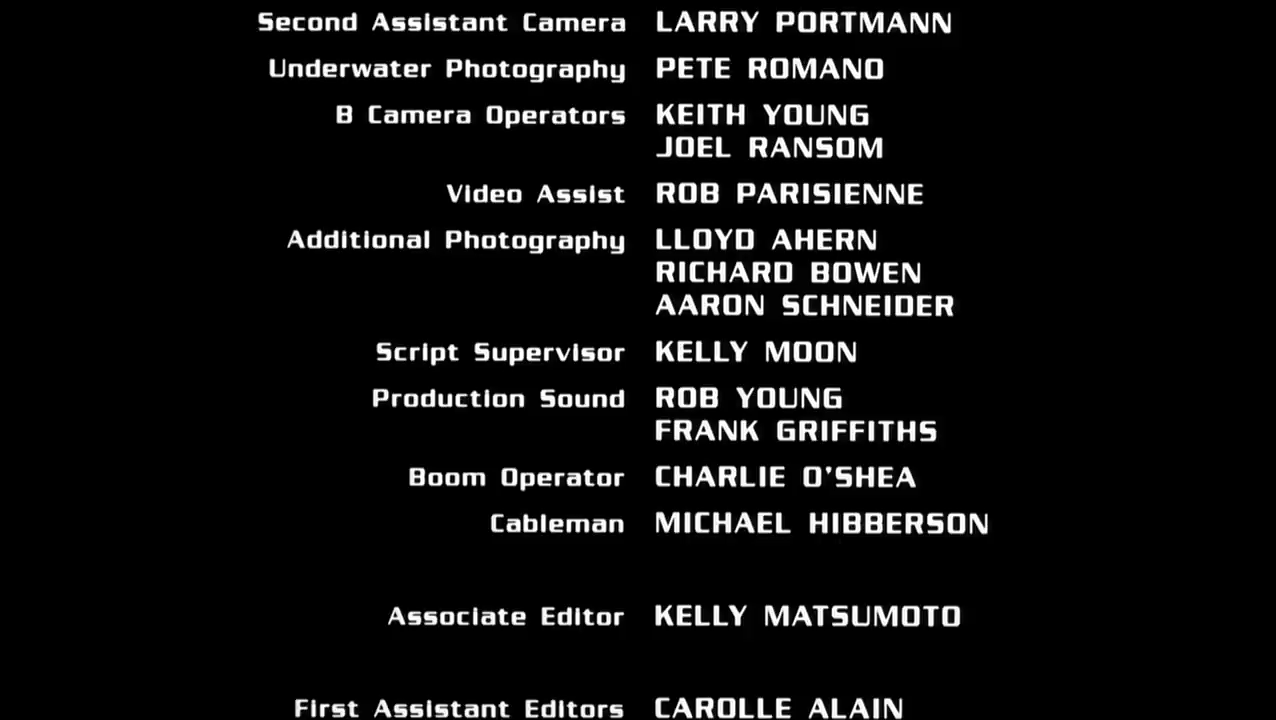 Second Assistant Camera LARRY PORTMANN
Underwater Photography PETE ROMANO
B Camera Operators KEITH YOUNG
JOEL RANSOM
Video Assist ROB PARISIENNE
Additional Photography LLOYD AHERN
RICHARD BOWEN
AARON SCHNEIDER
Script Supervisor KELLY MOON
Production Sound ROB YOUNG
FRANK GRIFFITHS
Boom Operator CHARLIE O'SHEA
Cableman MICHAEL HIBBERSON
Associate Editor KELLY MATSUMOTO
First Assistant Editors CAROLLE ALAIN